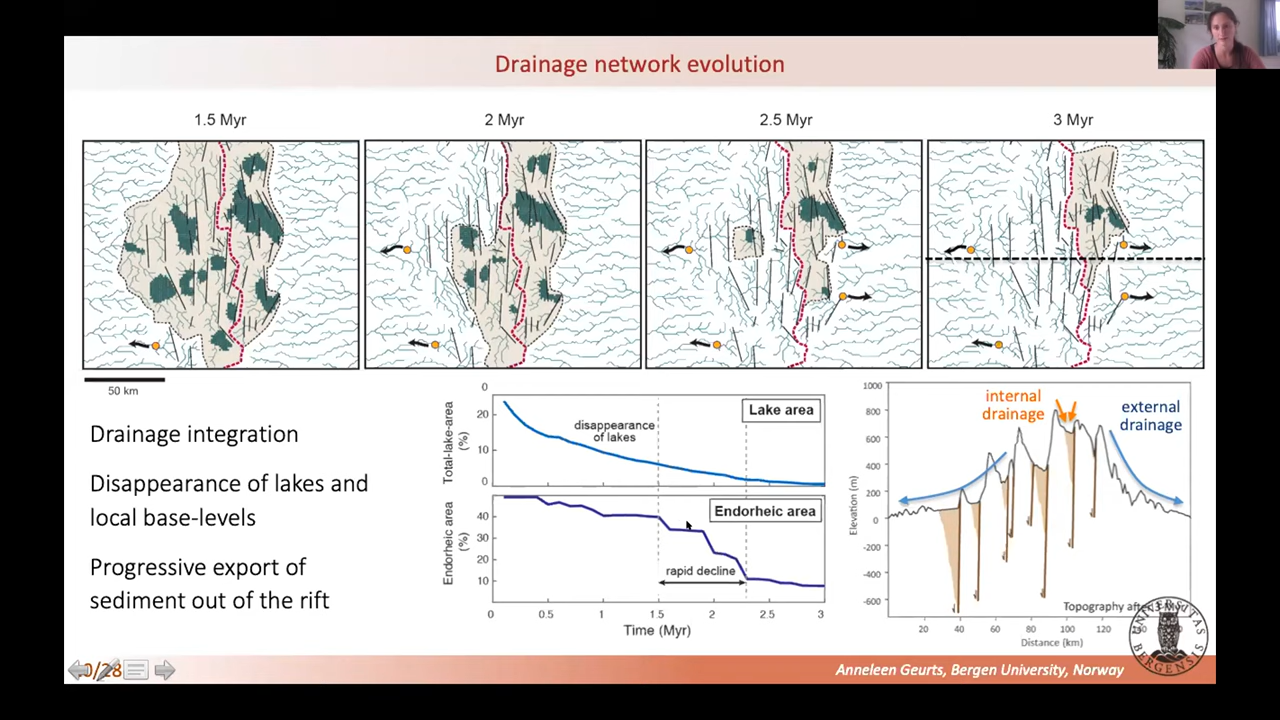 Drainage network evolution
1.5 Myr
2 Myr
2.5 Myr
3 Myr
50 km
Drainage integration
Disappearance of lakes and
local base-levels
Progressive export of
sediment out of the rift
0
20
10
0
Total-lake-area
(%)
disappearance
of lakes
Lake area
40
30
20
10
Endorheic area
(%)
Endorheic area
rapid decline
0
0.5
1
1.5
2
2.5
3
Time (Myr)
1000
800
600
400
200
0
-200
-400
-600
Elevation (m)
internal
drainage
external
drainage
Topography after 3 Myr
20
40
60
80
100
120
Distance (km)
UNIVERSITAS
BERGENSIS
0/28
Anneleen Geurts, Bergen University, Norway